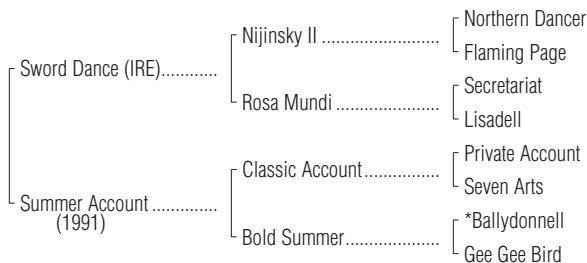 Northern Dancer
Nijinsky II
Flaming Page
Sword Dance (IRE)
Secretariat
Rosa Mundi
Lisadell
Private Account
Classic Account
Seven Arts
Summer Account
(1991)
*Ballydonnell
Bold Summer
Gee Gee Bird